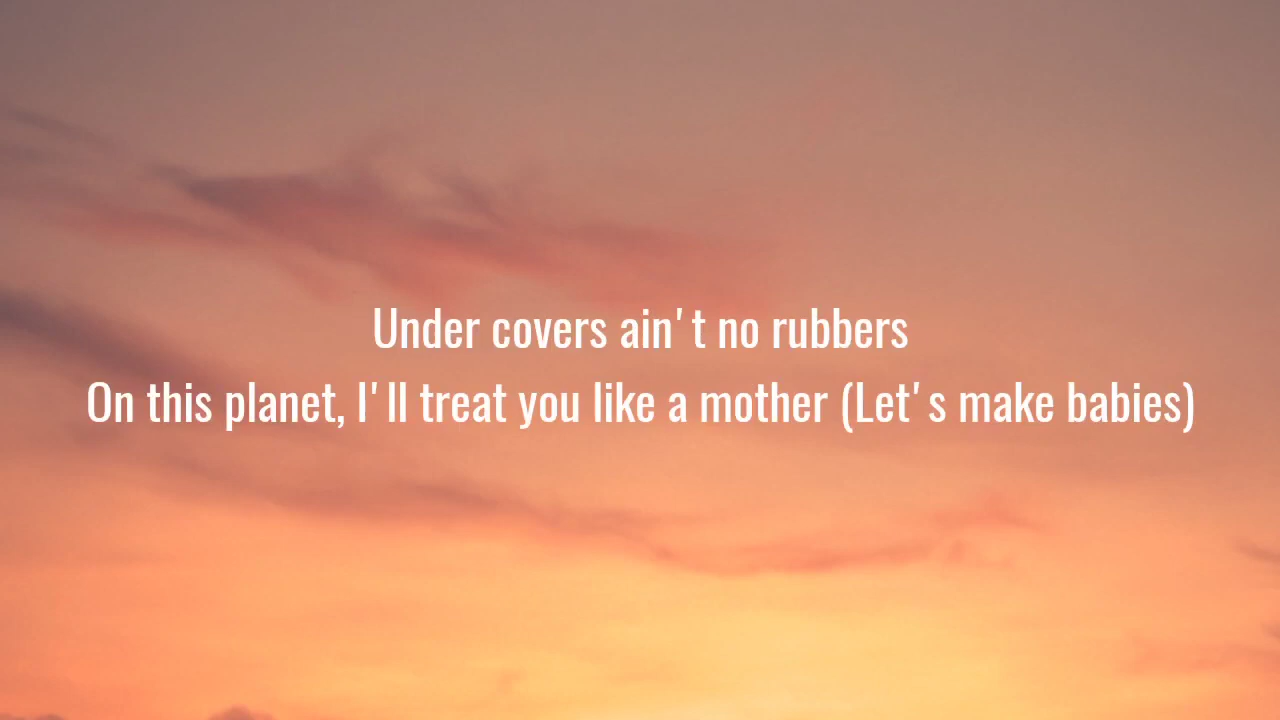 Under covers ain't no rubbers
On this planet, I'll treat you like a mother (Let's make babies)